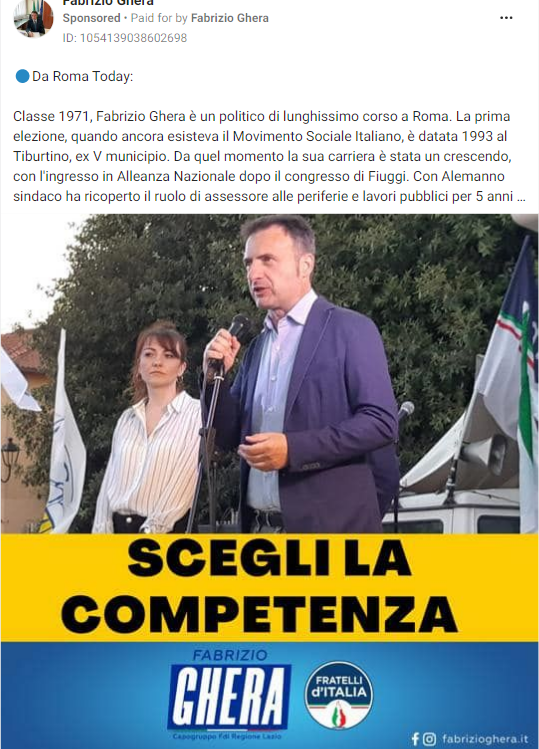 Fabrizio Ghera
Sponsored • Paid for by Fabrizio Ghera
ID: 1054139038602698
Da Roma Today:
Classe 1971, Fabrizio Ghera è un politico di lunghissimo corso a Roma. La prima
elezione, quando ancora esisteva il Movimento Sociale Italiano, è datata 1993 al
Tiburtino, ex V municipio. Da quel momento la sua carriera è stata un crescendo,
con l'ingresso in Alleanza Nazionale dopo il congresso di Fiuggi. Con Alemanno
sindaco ha ricoperto il ruolo di assessore alle periferie e lavori pubblici per 5 anni ...
SCEGLI LA
COMPETENZA
FABRIZIO
GHERA
Capogruppo FdI Regione Lazio
FRATELLI
d'ITALIA
fabrizioghera.it